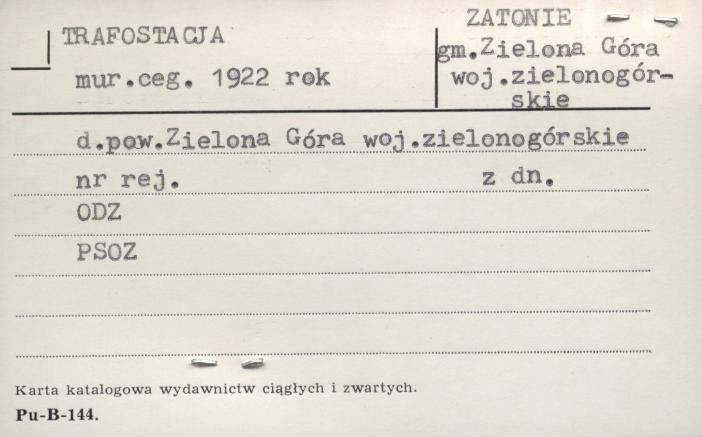 TRAFOSTACJA
mur.ceg. 1922 rok
ZATONIE
gm.Zielona Góra
woj.zielonogór-
skie
d.pow.Zielona Góra woj.zielonogórskie
nr rej. z dn.
ODZ
PSOZ
Karta katalogowa wydawnictw ciągłych i zwartych.
Pu-B-144.